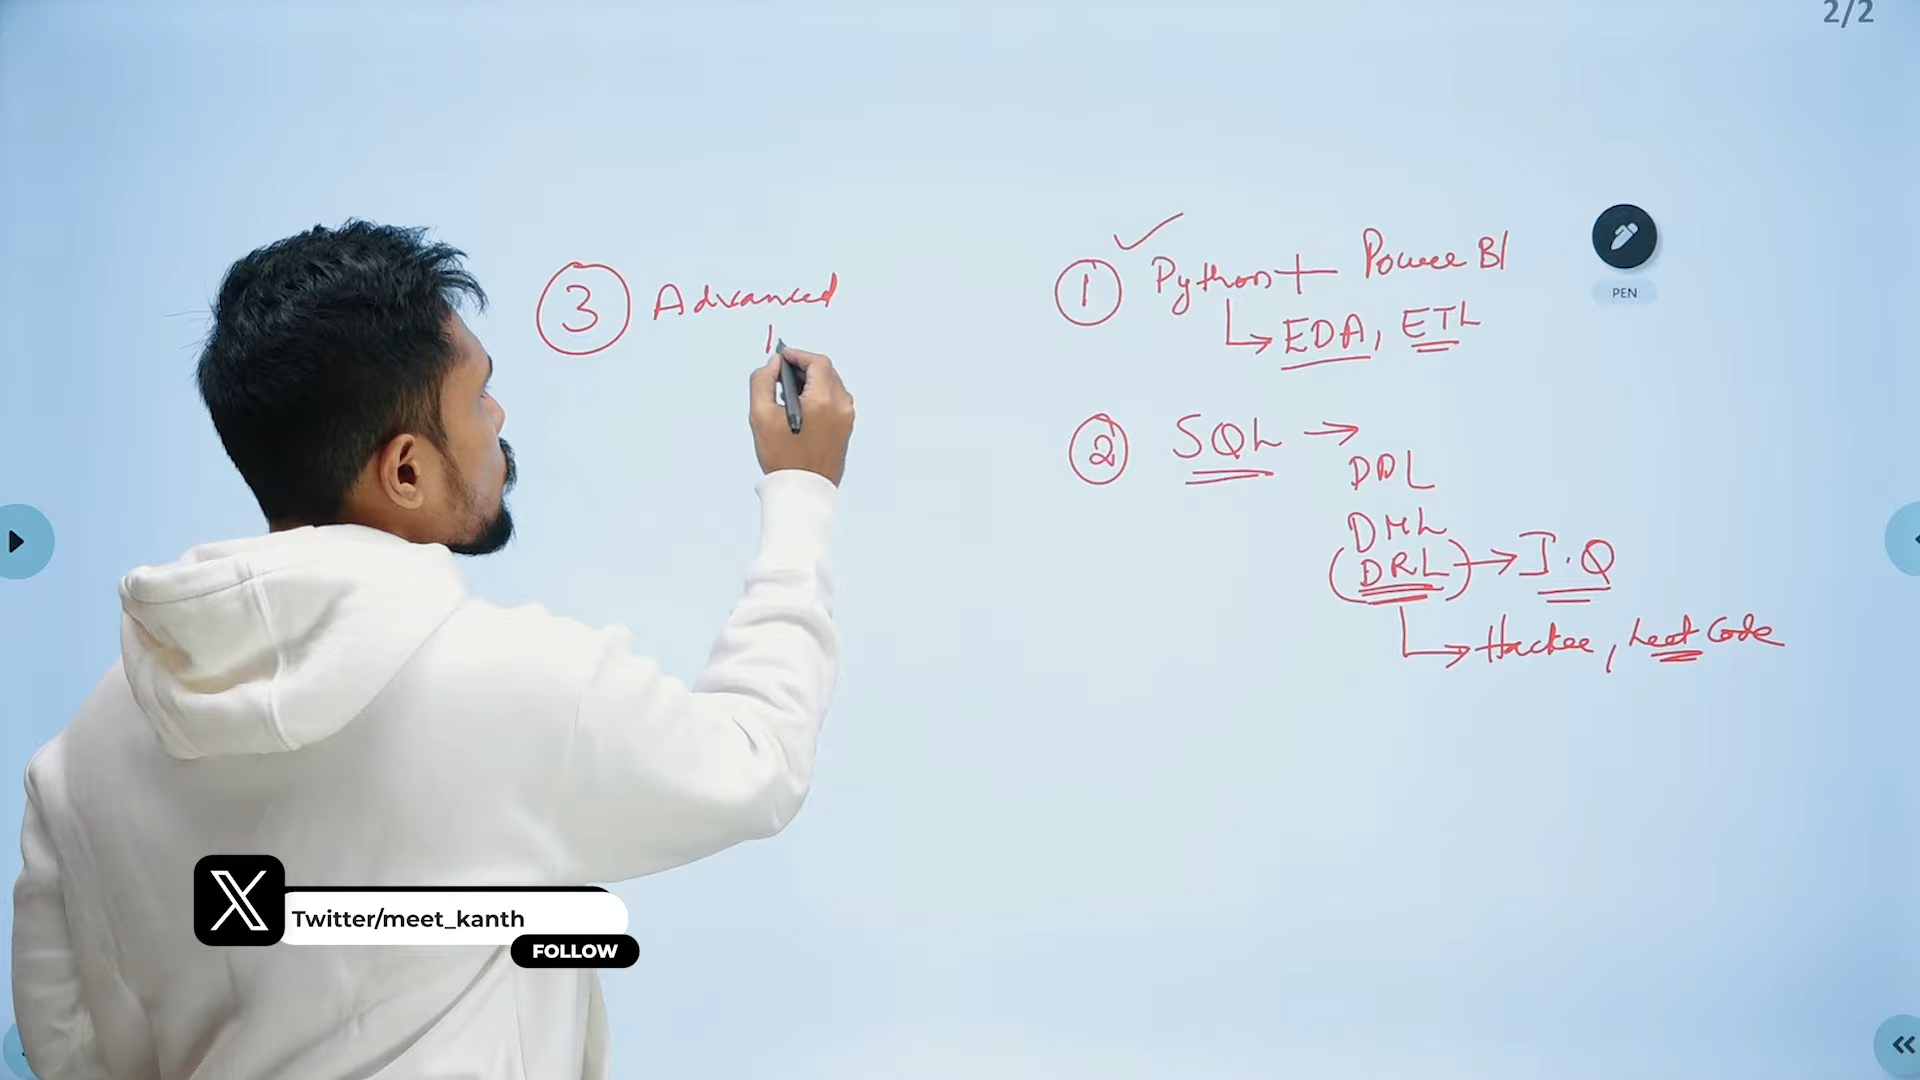 2/2
③ Advanced
① Python + Power BI
EDA, ETL
PEN
② SQL →
DDL
DML
(DRL) → I.Q
Hacker, Leet Code
Twitter/meet_kanth
FOLLOW